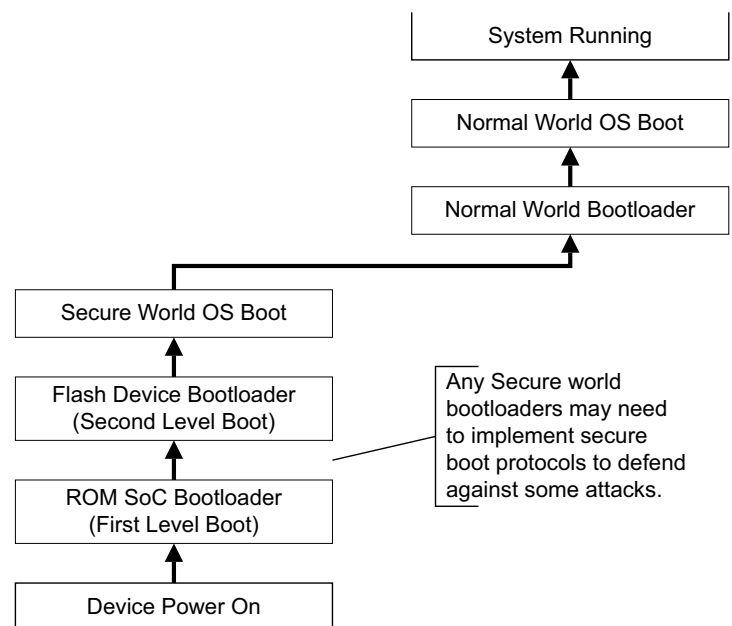 System Running
Normal World OS Boot
Normal World Bootloader
Secure World OS Boot
Flash Device Bootloader
(Second Level Boot)
Any Secure world
bootloaders may need
to implement secure
boot protocols to defend
against some attacks.
ROM SoC Bootloader
(First Level Boot)
Device Power On